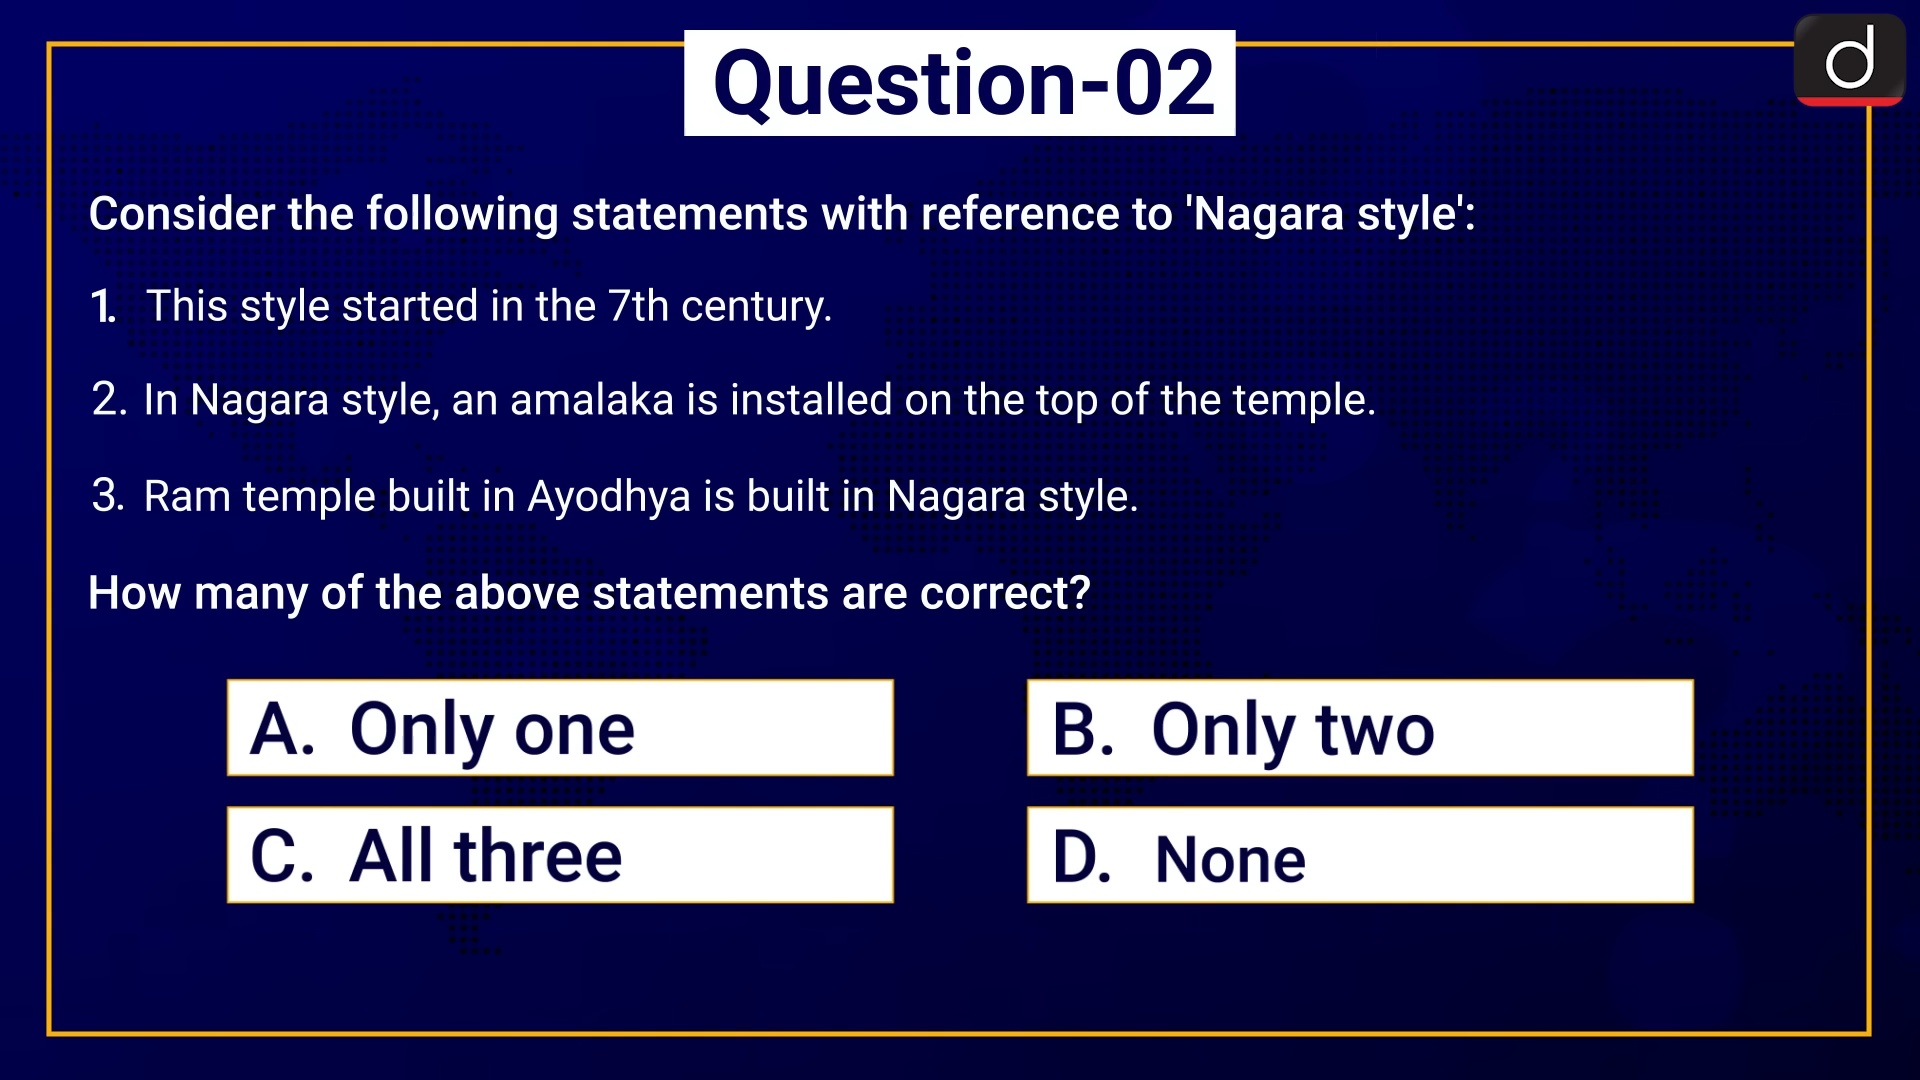 Question-02
d
Consider the following statements with reference to 'Nagara style':
1. This style started in the 7th century.
2. In Nagara style, an amalaka is installed on the top of the temple.
3. Ram temple built in Ayodhya is built in Nagara style.
How many of the above statements are correct?
A. Only one
B. Only two
C. All three
D. None